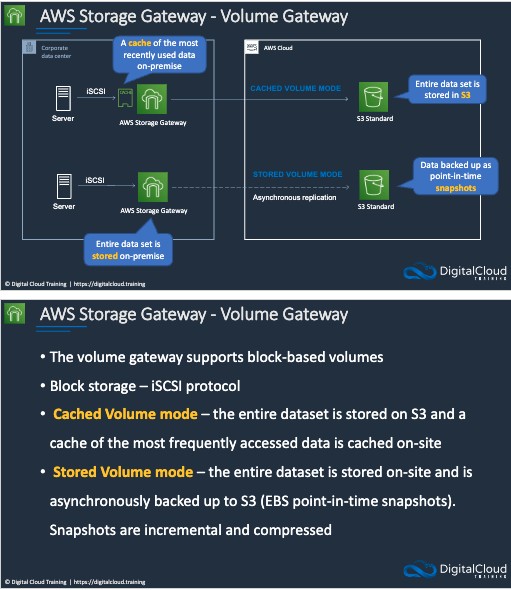 AWS Storage Gateway - Volume Gateway
Corporate
data center
A cache of the most
recently used data
on-premise
AWS Cloud
aws
iSCSI
Server
AWS Storage Gateway
CACHED VOLUME MODE
S3 Standard
Entire data set is
stored in S3
iSCSI
Server
AWS Storage Gateway
STORED VOLUME MODE
Asynchronous replication
S3 Standard
Data backed up as
point-in-time
snapshots
Entire data set is
stored on-premise
© Digital Cloud Training | https://digitalcloud.training
DigitalCloud
TRAINING
AWS Storage Gateway - Volume Gateway
• The volume gateway supports block-based volumes
• Block storage – iSCSI protocol
• Cached Volume mode – the entire dataset is stored on S3 and a
cache of the most frequently accessed data is cached on-site
• Stored Volume mode – the entire dataset is stored on-site and is
asynchronously backed up to S3 (EBS point-in-time snapshots).
Snapshots are incremental and compressed
© Digital Cloud Training | https://digitalcloud.training
DigitalCloud
TRAINING